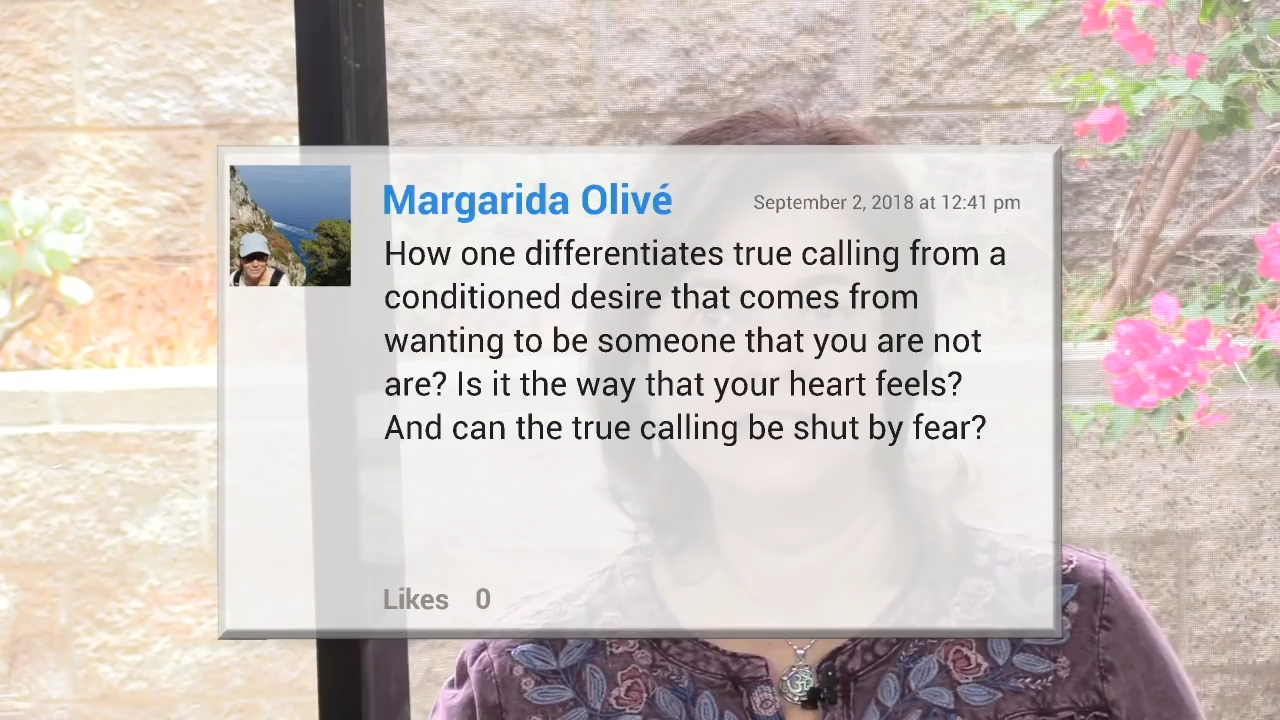 Margarida Olivé
September 2, 2018 at 12:41 pm
How one differentiates true calling from a
conditioned desire that comes from
wanting to be someone that you are not
are? Is it the way that your heart feels?
And can the true calling be shut by fear?
Likes 0